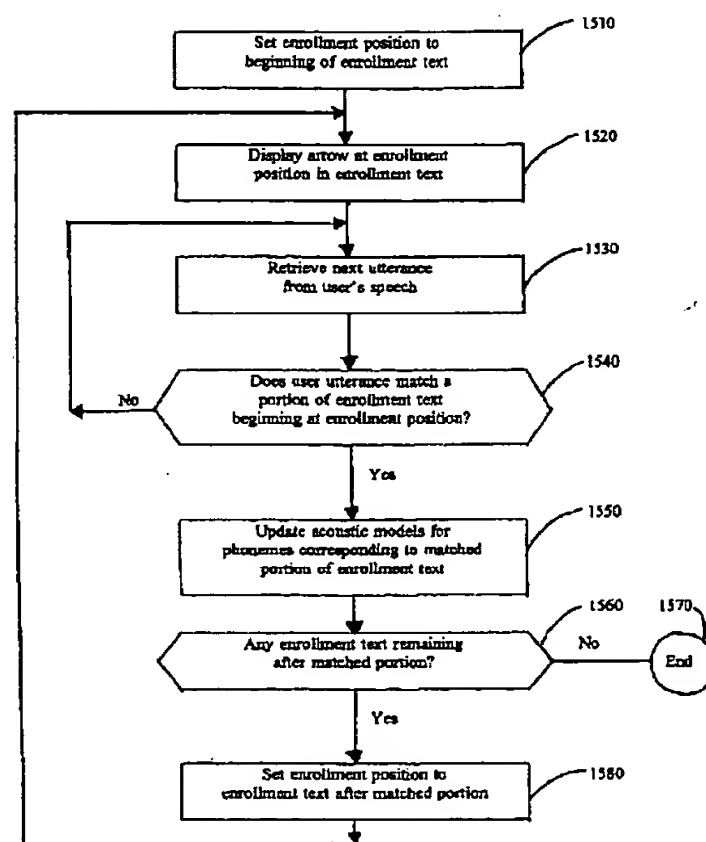 1510
Set enrollment position to
beginning of enrollment text
1520
Display arrow at enrollment
position in enrollment text
1530
Retrieve next utterance
from user's speech
1540
Does user utterance match a
portion of enrollment text
beginning at enrollment position?
No
Yes
1550
Update acoustic models for
phonemes corresponding to matched
portion of enrollment text
1560
1570
Any enrollment text remaining
after matched portion?
No
End
Yes
1580
Set enrollment position to
enrollment text after matched portion